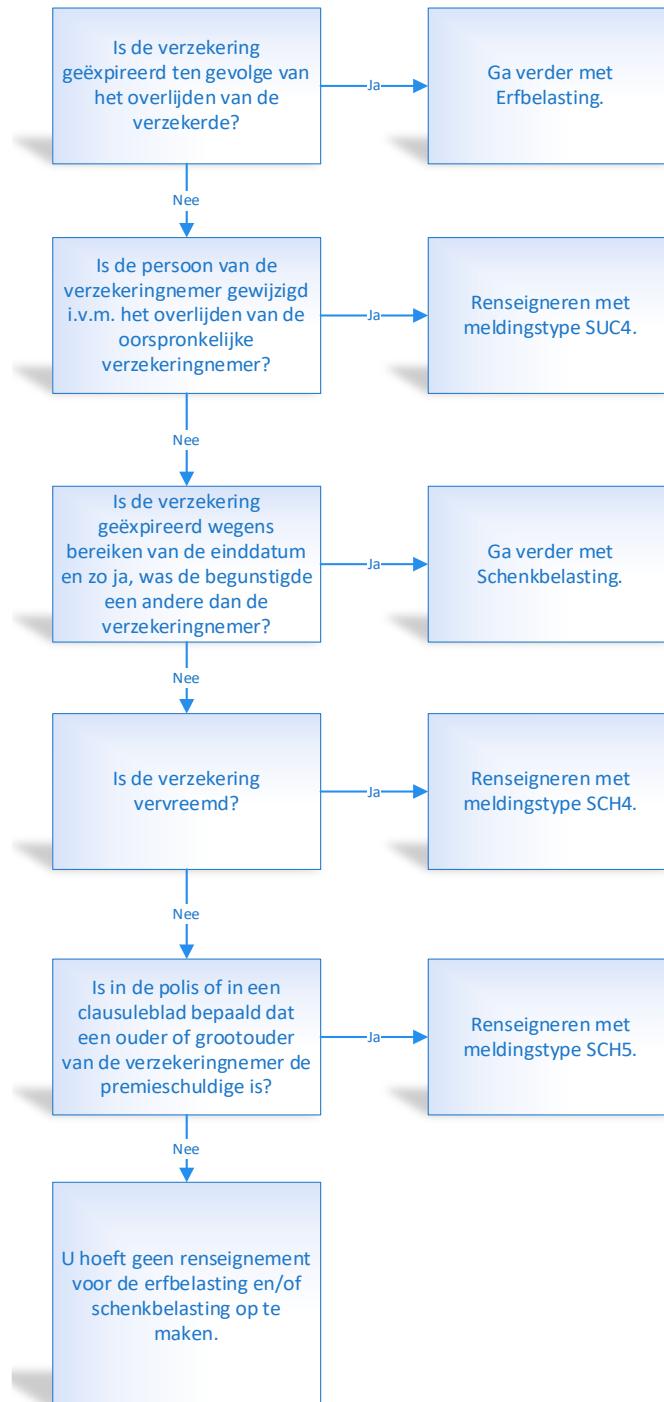 Is de verzekering
geëxpireerd ten gevolge van
het overlijden van de
verzekerde?
Ja
Ga verder met
Erfbelasting.
Nee
Is de persoon van de
verzekeringnemer gewijzigd
i.v.m. het overlijden van de
oorspronkelijke
verzekeringnemer?
Ja
Renseigneren met
meldingstype SUC4.
Nee
Is de verzekering
geëxpireerd wegens
bereiken van de einddatum
en zo ja, was de begunstigde
een andere dan de
verzekeringnemer?
Ja
Ga verder met
Schenkbelasting.
Nee
Is de verzekering
vervreemd?
Ja
Renseigneren met
meldingstype SCH4.
Nee
Is in de polis of in een
clausuleblad bepaald dat
een ouder of grootouder
van de verzekeringnemer de
premieschuldige is?
Ja
Renseigneren met
meldingstype SCH5.
Nee
U hoeft geen renseignement
voor de erfbelasting en/of
schenkbelasting op te
maken.